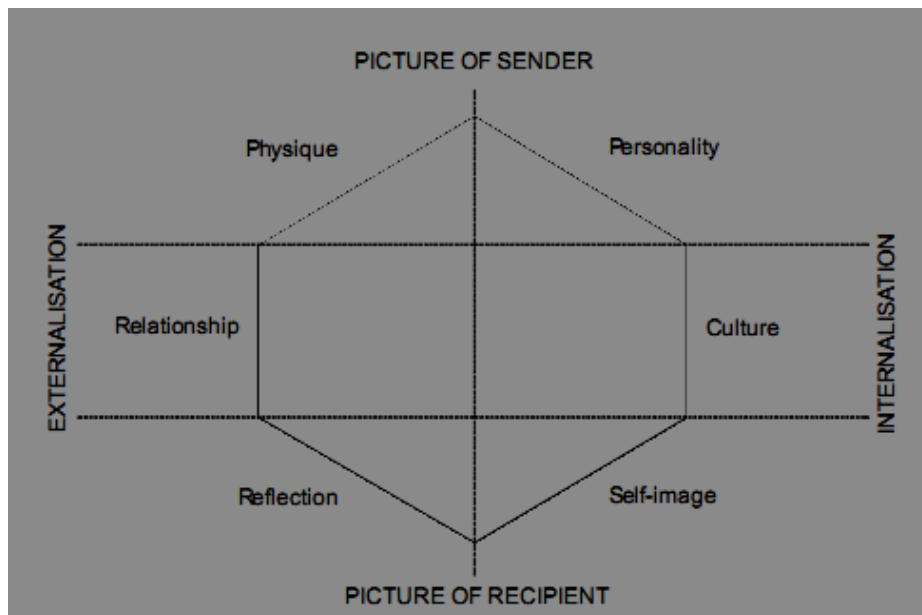 PICTURE OF SENDER
Physique
Personality
EXTERNALISATION
INTERNALISATION
Relationship
Culture
Reflection
Self-image
PICTURE OF RECIPIENT